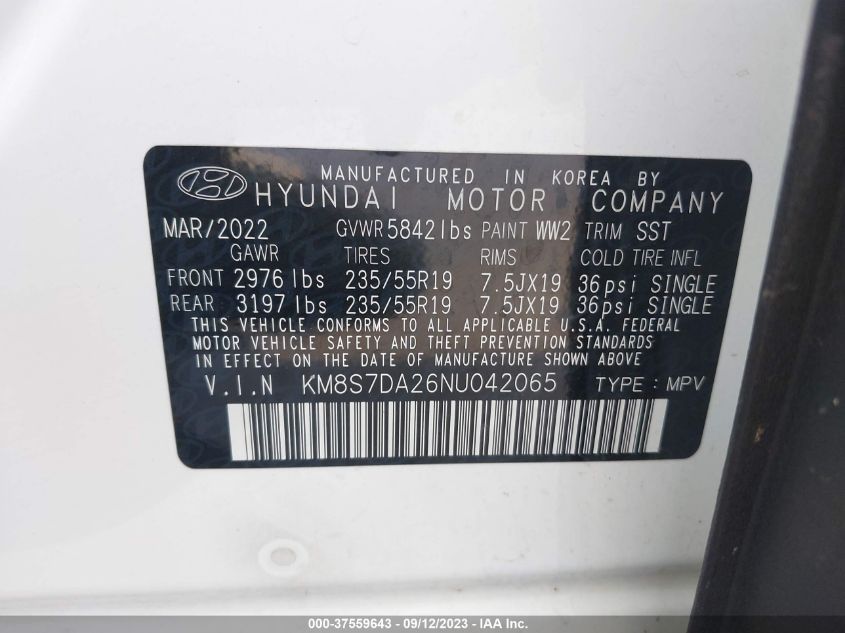 MANUFACTURED IN KOREA BY
HYUNDAI MOTOR COMPANY
MAR/2022 GVWR 5842 lbs PAINT WW2 TRIM SST
GAWR TIRES RIMS COLD TIRE INFL
FRONT 2976 lbs 235/55R19 7.5JX19 36psi SINGLE
REAR 3197 lbs 235/55R19 7.5JX19 36psi SINGLE
THIS VEHICLE CONFORMS TO ALL APPLICABLE U.S.A. FEDERAL
MOTOR VEHICLE SAFETY AND THEFT PREVENTION STANDARDS
IN EFFECT ON THE DATE OF MANUFACTURE SHOWN ABOVE
V.I.N KM8S7DA26NU042065 TYPE : MPV
000-37559643 - 09/12/2023 - IAA Inc.